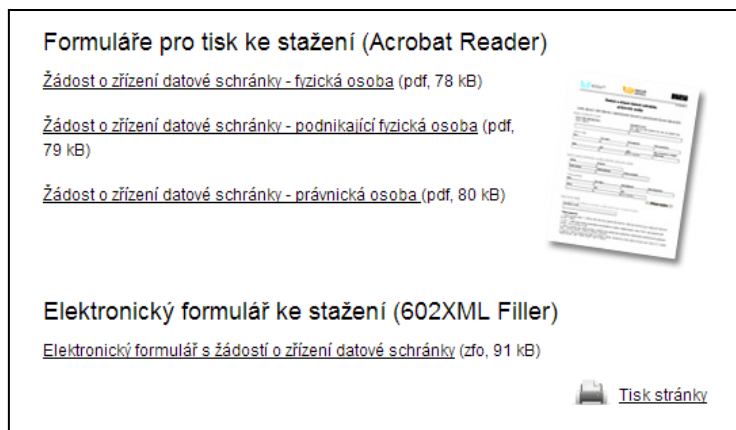 Formuláře pro tisk ke stažení (Acrobat Reader)
Žádost o zřízení datové schránky - fyzická osoba (pdf, 78 kB)
Žádost o zřízení datové schránky - podnikající fyzická osoba (pdf,
79 kB)
Žádost o zřízení datové schránky - právnická osoba (pdf, 80 kB)
Elektronický formulář ke stažení (602XML Filler)
Elektronický formulář s žádostí o zřízení datové schránky (zfo, 91 kB)
Tisk stránky